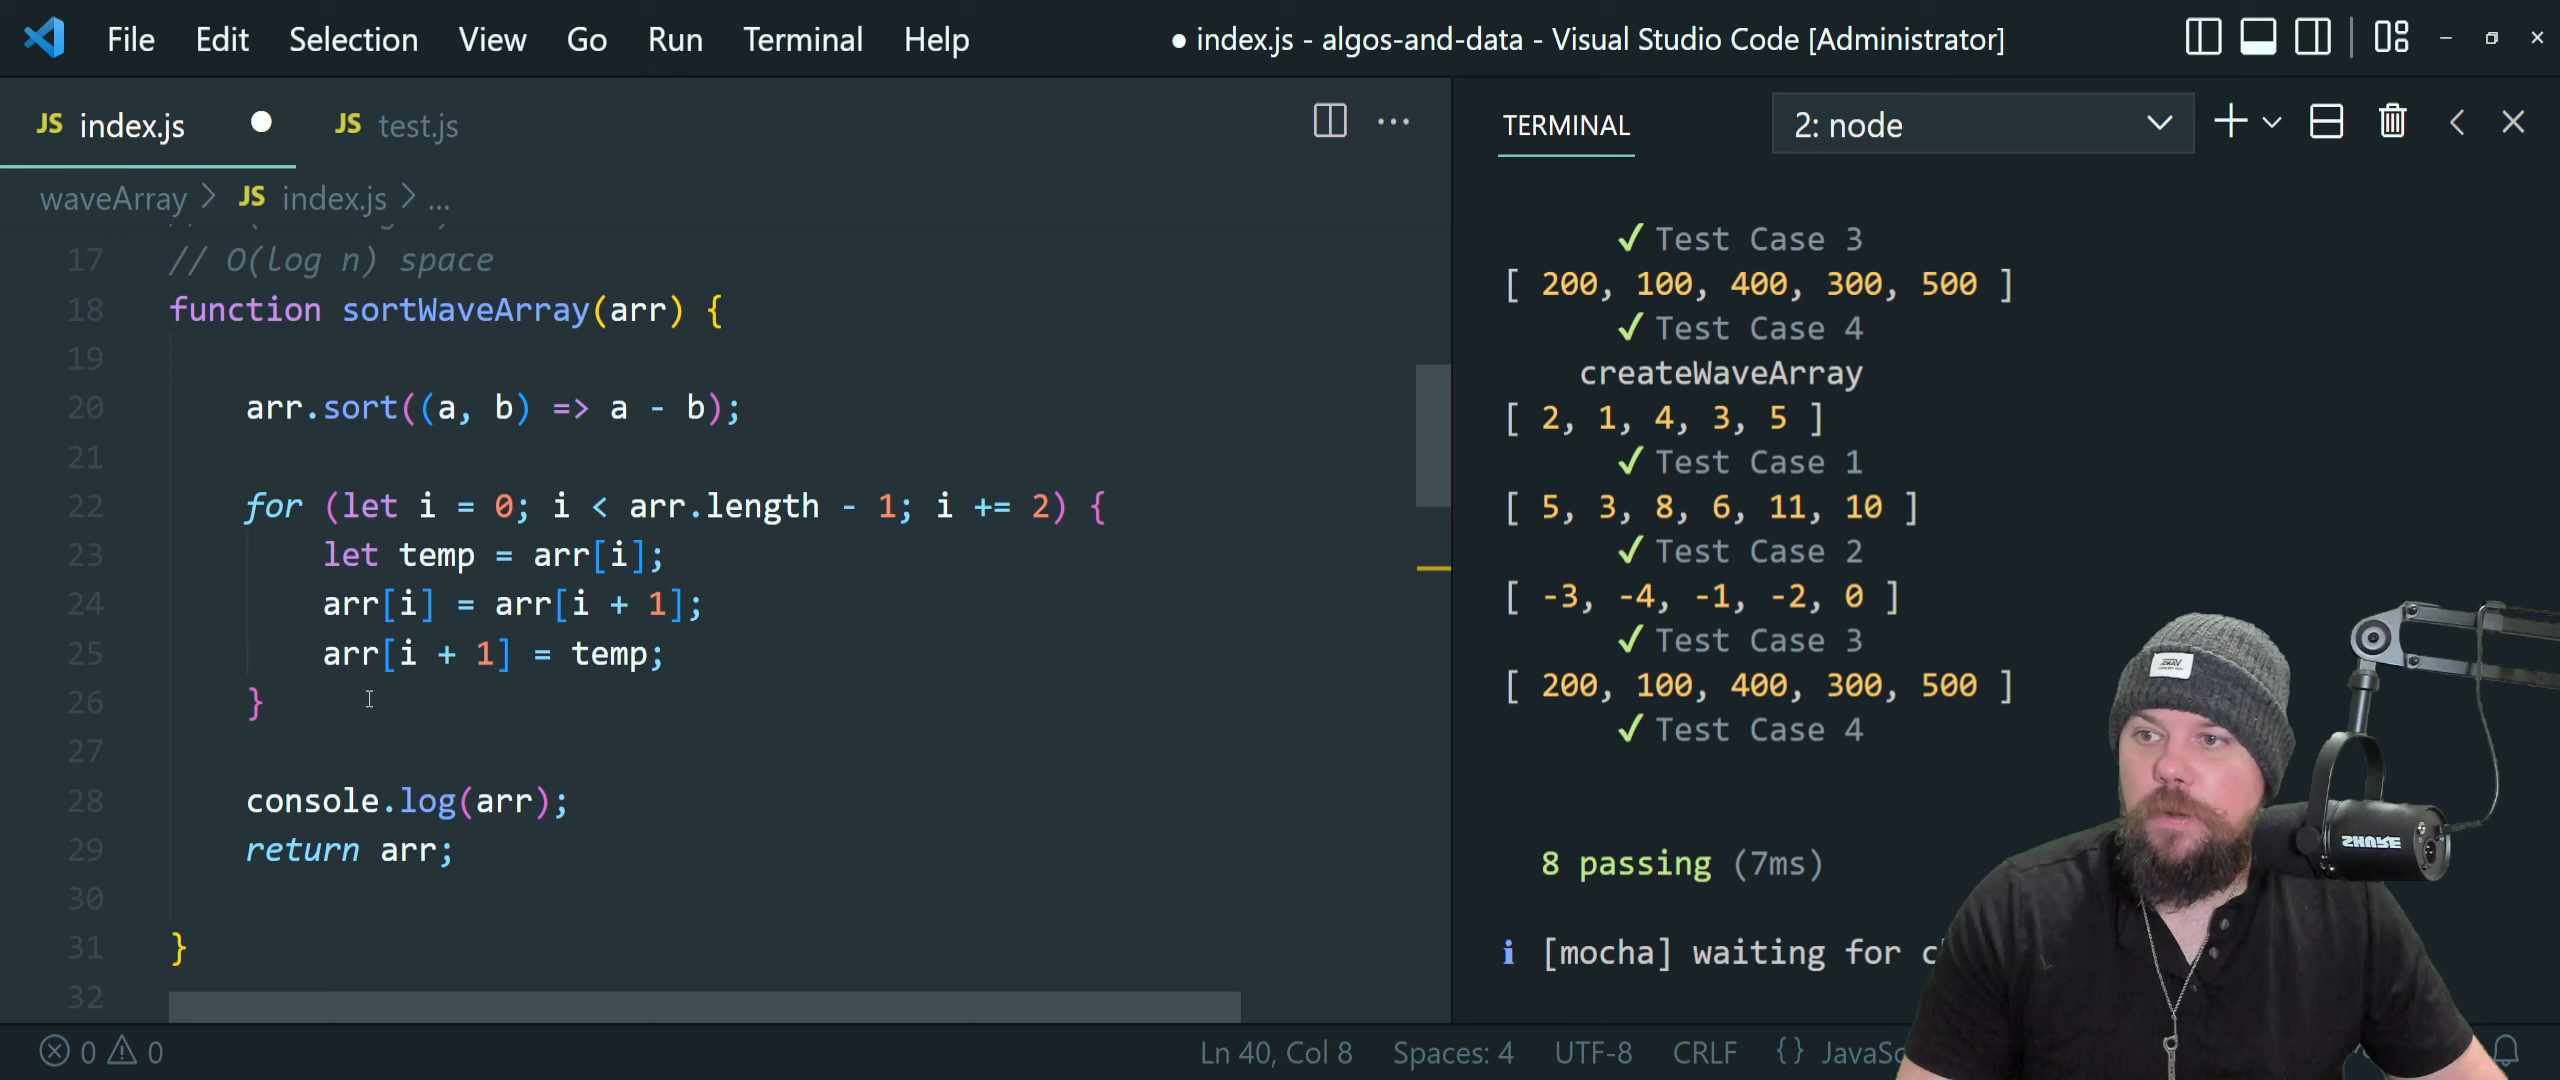 File Edit Selection View Go Run Terminal Help
● index.js - algos-and-data - Visual Studio Code [Administrator]
JS index.js ● JS test.js
waveArray > JS index.js > ...
17 // O(log n) space
18 function sortWaveArray(arr) {
19
20 arr.sort((a, b) => a - b);
21
22 for (let i = 0; i < arr.length - 1; i += 2) {
23 let temp = arr[i];
24 arr[i] = arr[i + 1];
25 arr[i + 1] = temp;
26 }
27
28 console.log(arr);
29 return arr;
30
31 }
32
TERMINAL 2: node
✓ Test Case 3
[ 200, 100, 400, 300, 500 ]
✓ Test Case 4
createWaveArray
[ 2, 1, 4, 3, 5 ]
✓ Test Case 1
[ 5, 3, 8, 6, 11, 10 ]
✓ Test Case 2
[ -3, -4, -1, -2, 0 ]
✓ Test Case 3
[ 200, 100, 400, 300, 500 ]
✓ Test Case 4
8 passing (7ms)
i [mocha] waiting for
SHURE
0 0 Ln 40, Col 8 Spaces: 4 UTF-8 CRLF {} JavaSc